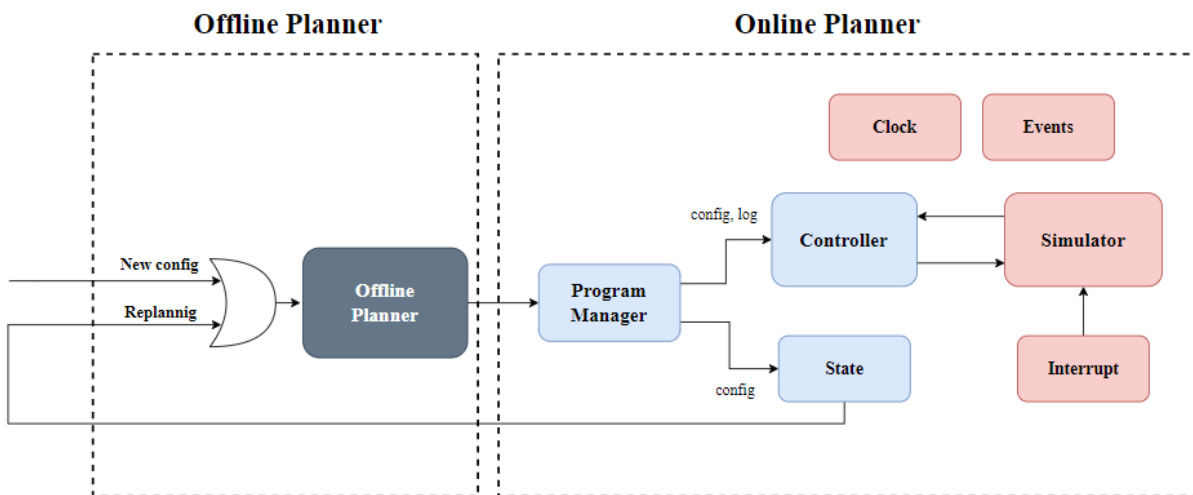 Offline Planner
Online Planner
Clock
Events
config, log
Controller
Simulator
New config
Replannig
Offline
Planner
Program
Manager
State
Interrupt
config